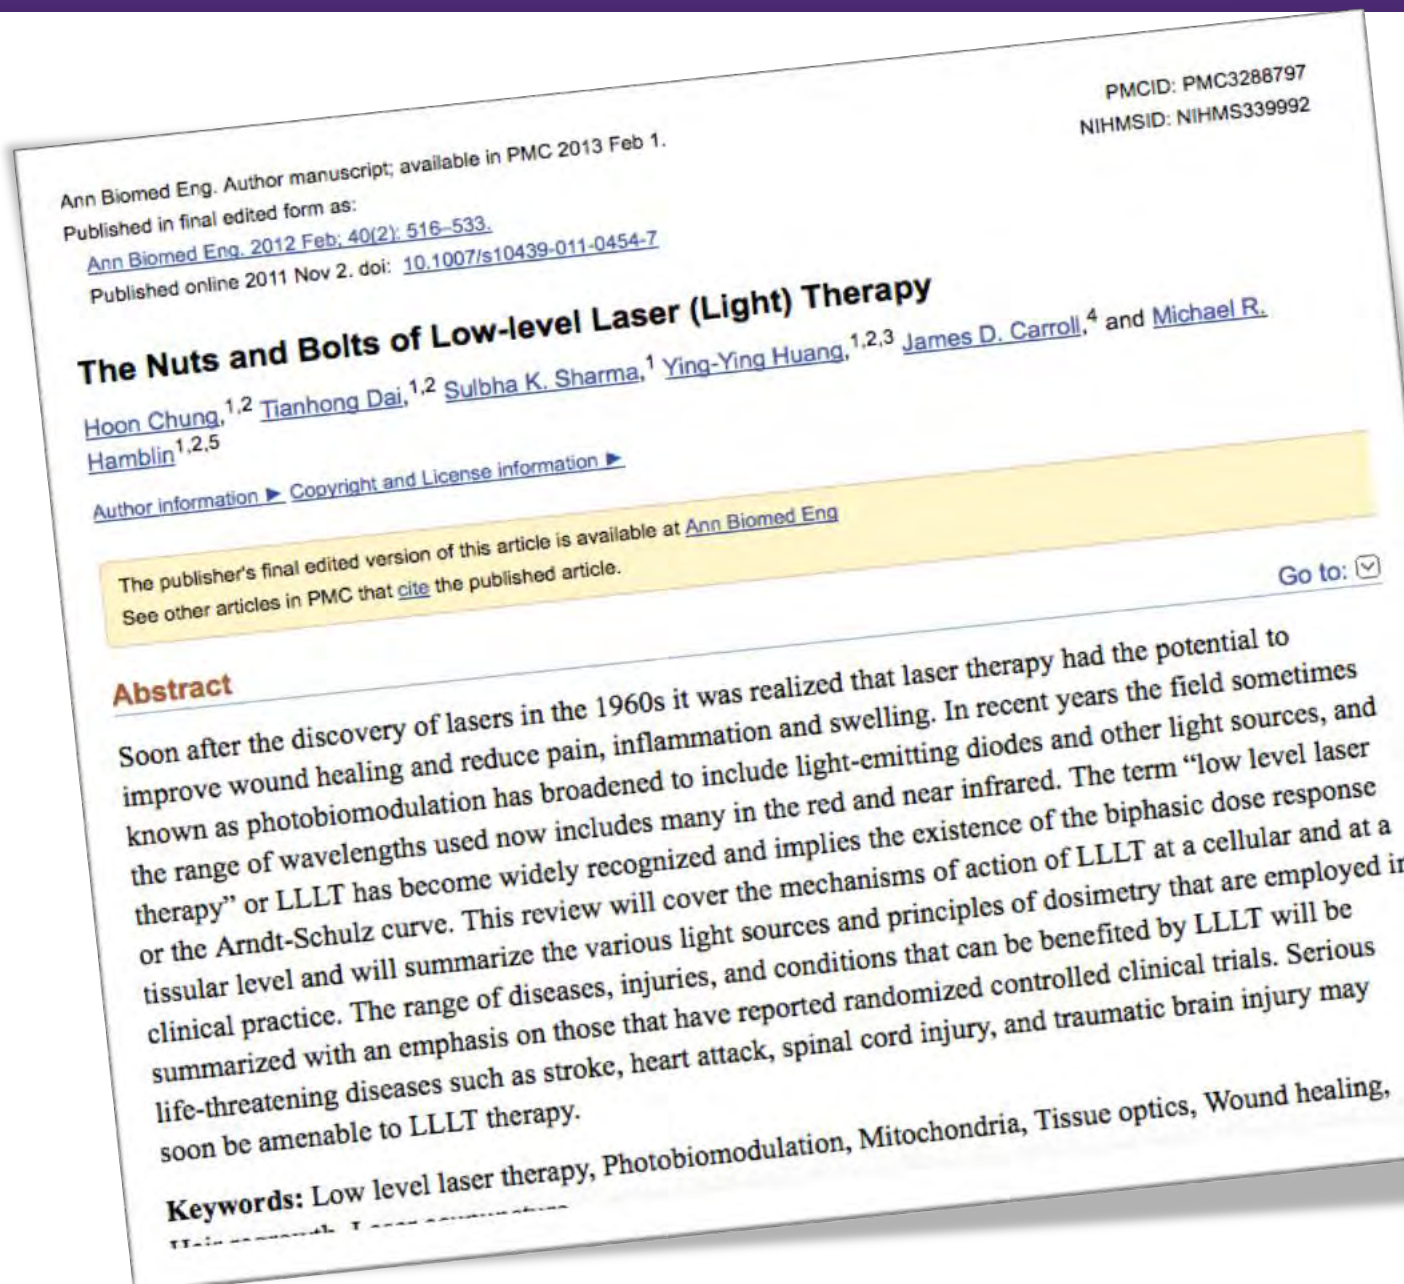 PMCID: PMC3288797
NIHMSID: NIHMS339992
Ann Biomed Eng. Author manuscript; available in PMC 2013 Feb 1.
Published in final edited form as:
Ann Biomed Eng. 2012 Feb; 40(2): 516–533.
Published online 2011 Nov 2. doi: 10.1007/s10439-011-0454-7
The Nuts and Bolts of Low-level Laser (Light) Therapy
Hoon Chung,1,2 Tianhong Dai,1,2 Sulbha K. Sharma,1 Ying-Ying Huang,1,2,3 James D. Carroll,4 and Michael R.
Hamblin1,2,5
Author information ► Copyright and License information ►
The publisher's final edited version of this article is available at Ann Biomed Eng
See other articles in PMC that cite the published article.
Go to:
Abstract
Soon after the discovery of lasers in the 1960s it was realized that laser therapy had the potential to
improve wound healing and reduce pain, inflammation and swelling. In recent years the field sometimes
known as photobiomodulation has broadened to include light-emitting diodes and other light sources, and
the range of wavelengths used now includes many in the red and near infrared. The term “low level laser
therapy” or LLLT has become widely recognized and implies the existence of the biphasic dose response
or the Arndt-Schulz curve. This review will cover the mechanisms of action of LLLT at a cellular and at a
tissular level and will summarize the various light sources and principles of dosimetry that are employed in
clinical practice. The range of diseases, injuries, and conditions that can be benefited by LLLT will be
summarized with an emphasis on those that have reported randomized controlled clinical trials. Serious
life-threatening diseases such as stroke, heart attack, spinal cord injury, and traumatic brain injury may
soon be amenable to LLLT therapy.
Keywords: Low level laser therapy, Photobiomodulation, Mitochondria, Tissue optics, Wound healing,